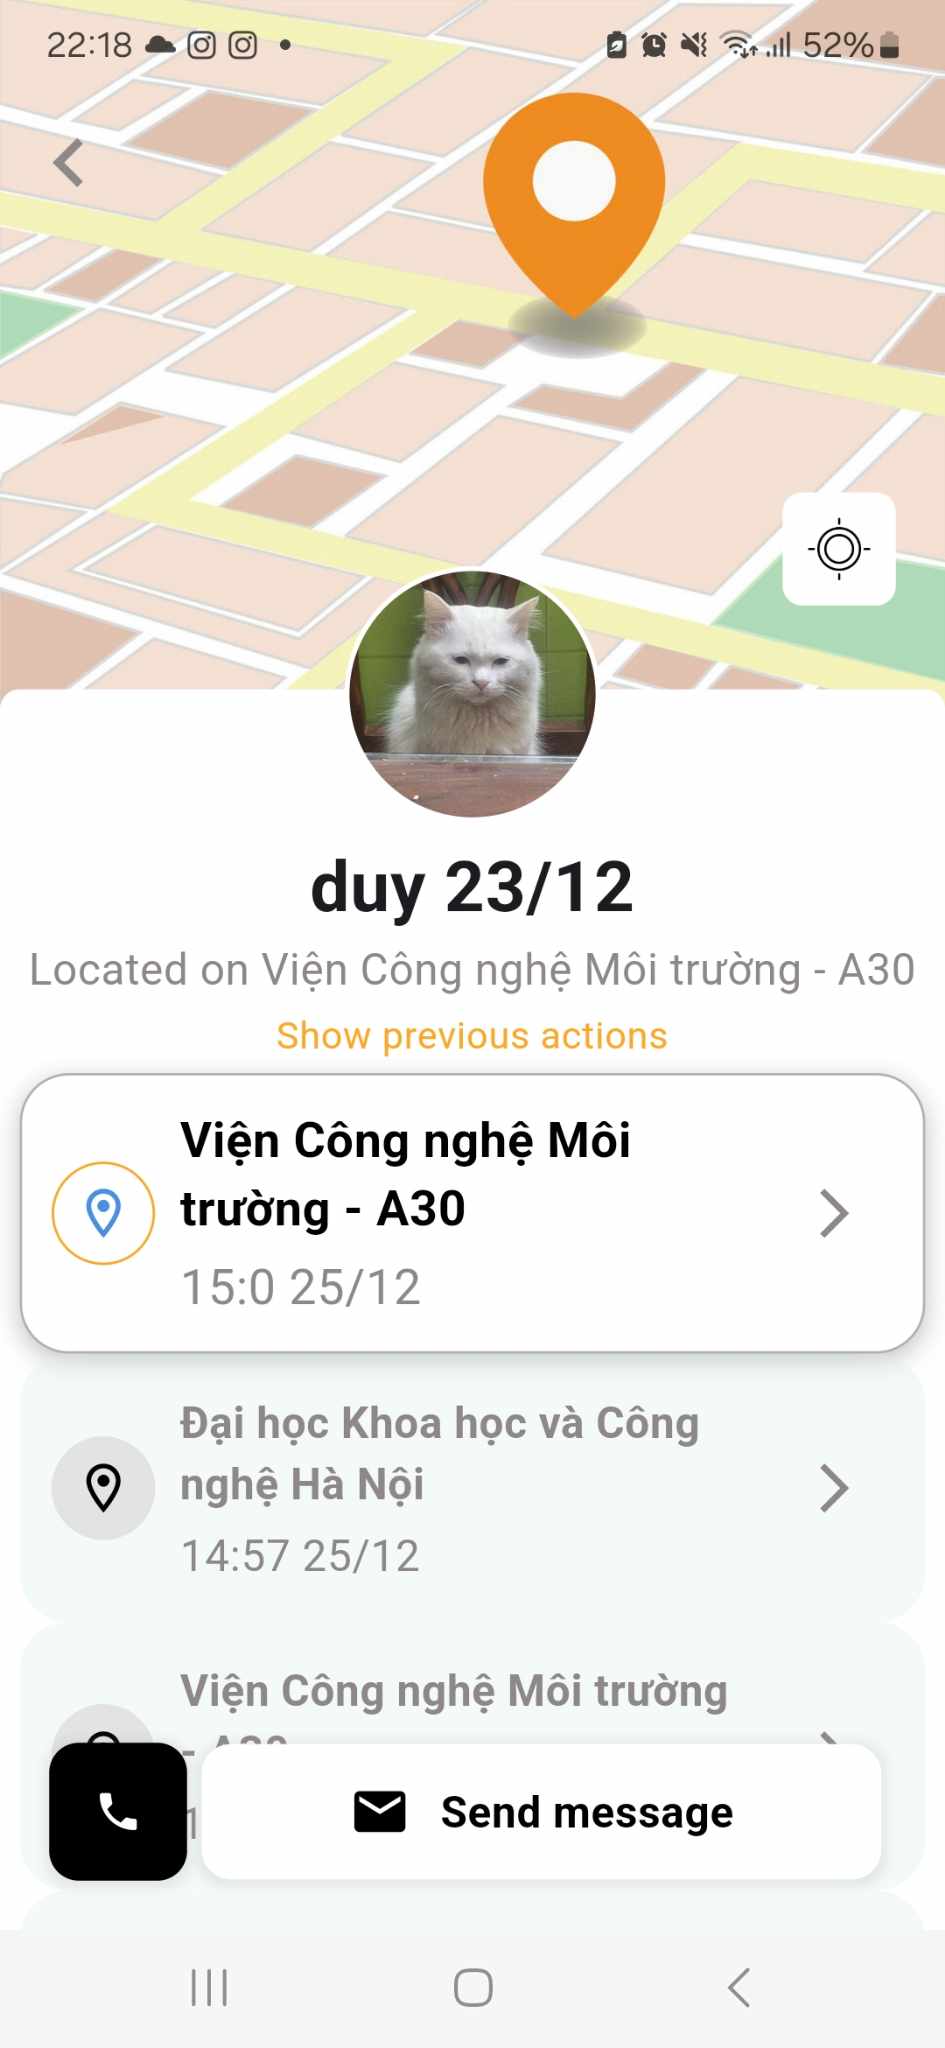 22:18
52%
duy 23/12
Located on Viện Công nghệ Môi trường - A30
Show previous actions
Viện Công nghệ Môi
trường - A30
15:0 25/12
Đại học Khoa học và Công
nghệ Hà Nội
14:57 25/12
Viện Công nghệ Môi trường
- A30
Send message